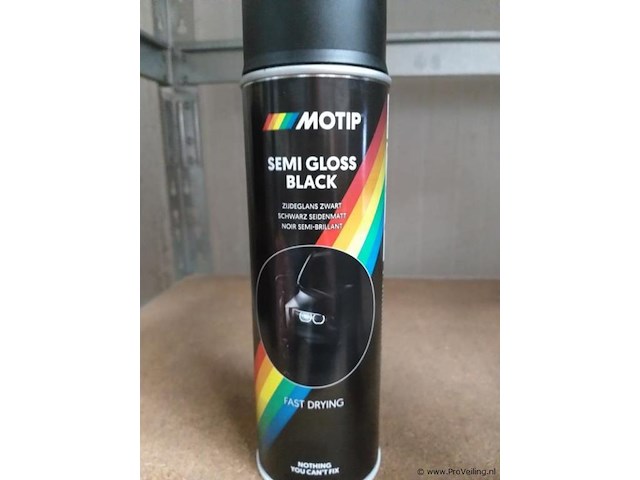 MOTIP
SEMI GLOSS
BLACK
ZIJDEGLANS ZWART
SCHWARZ SEIDENMATT
NOIR SEMI-BRILLANT
FAST DRYING
NOTHING
YOU CAN'T FIX
© www.ProVeiling.nl